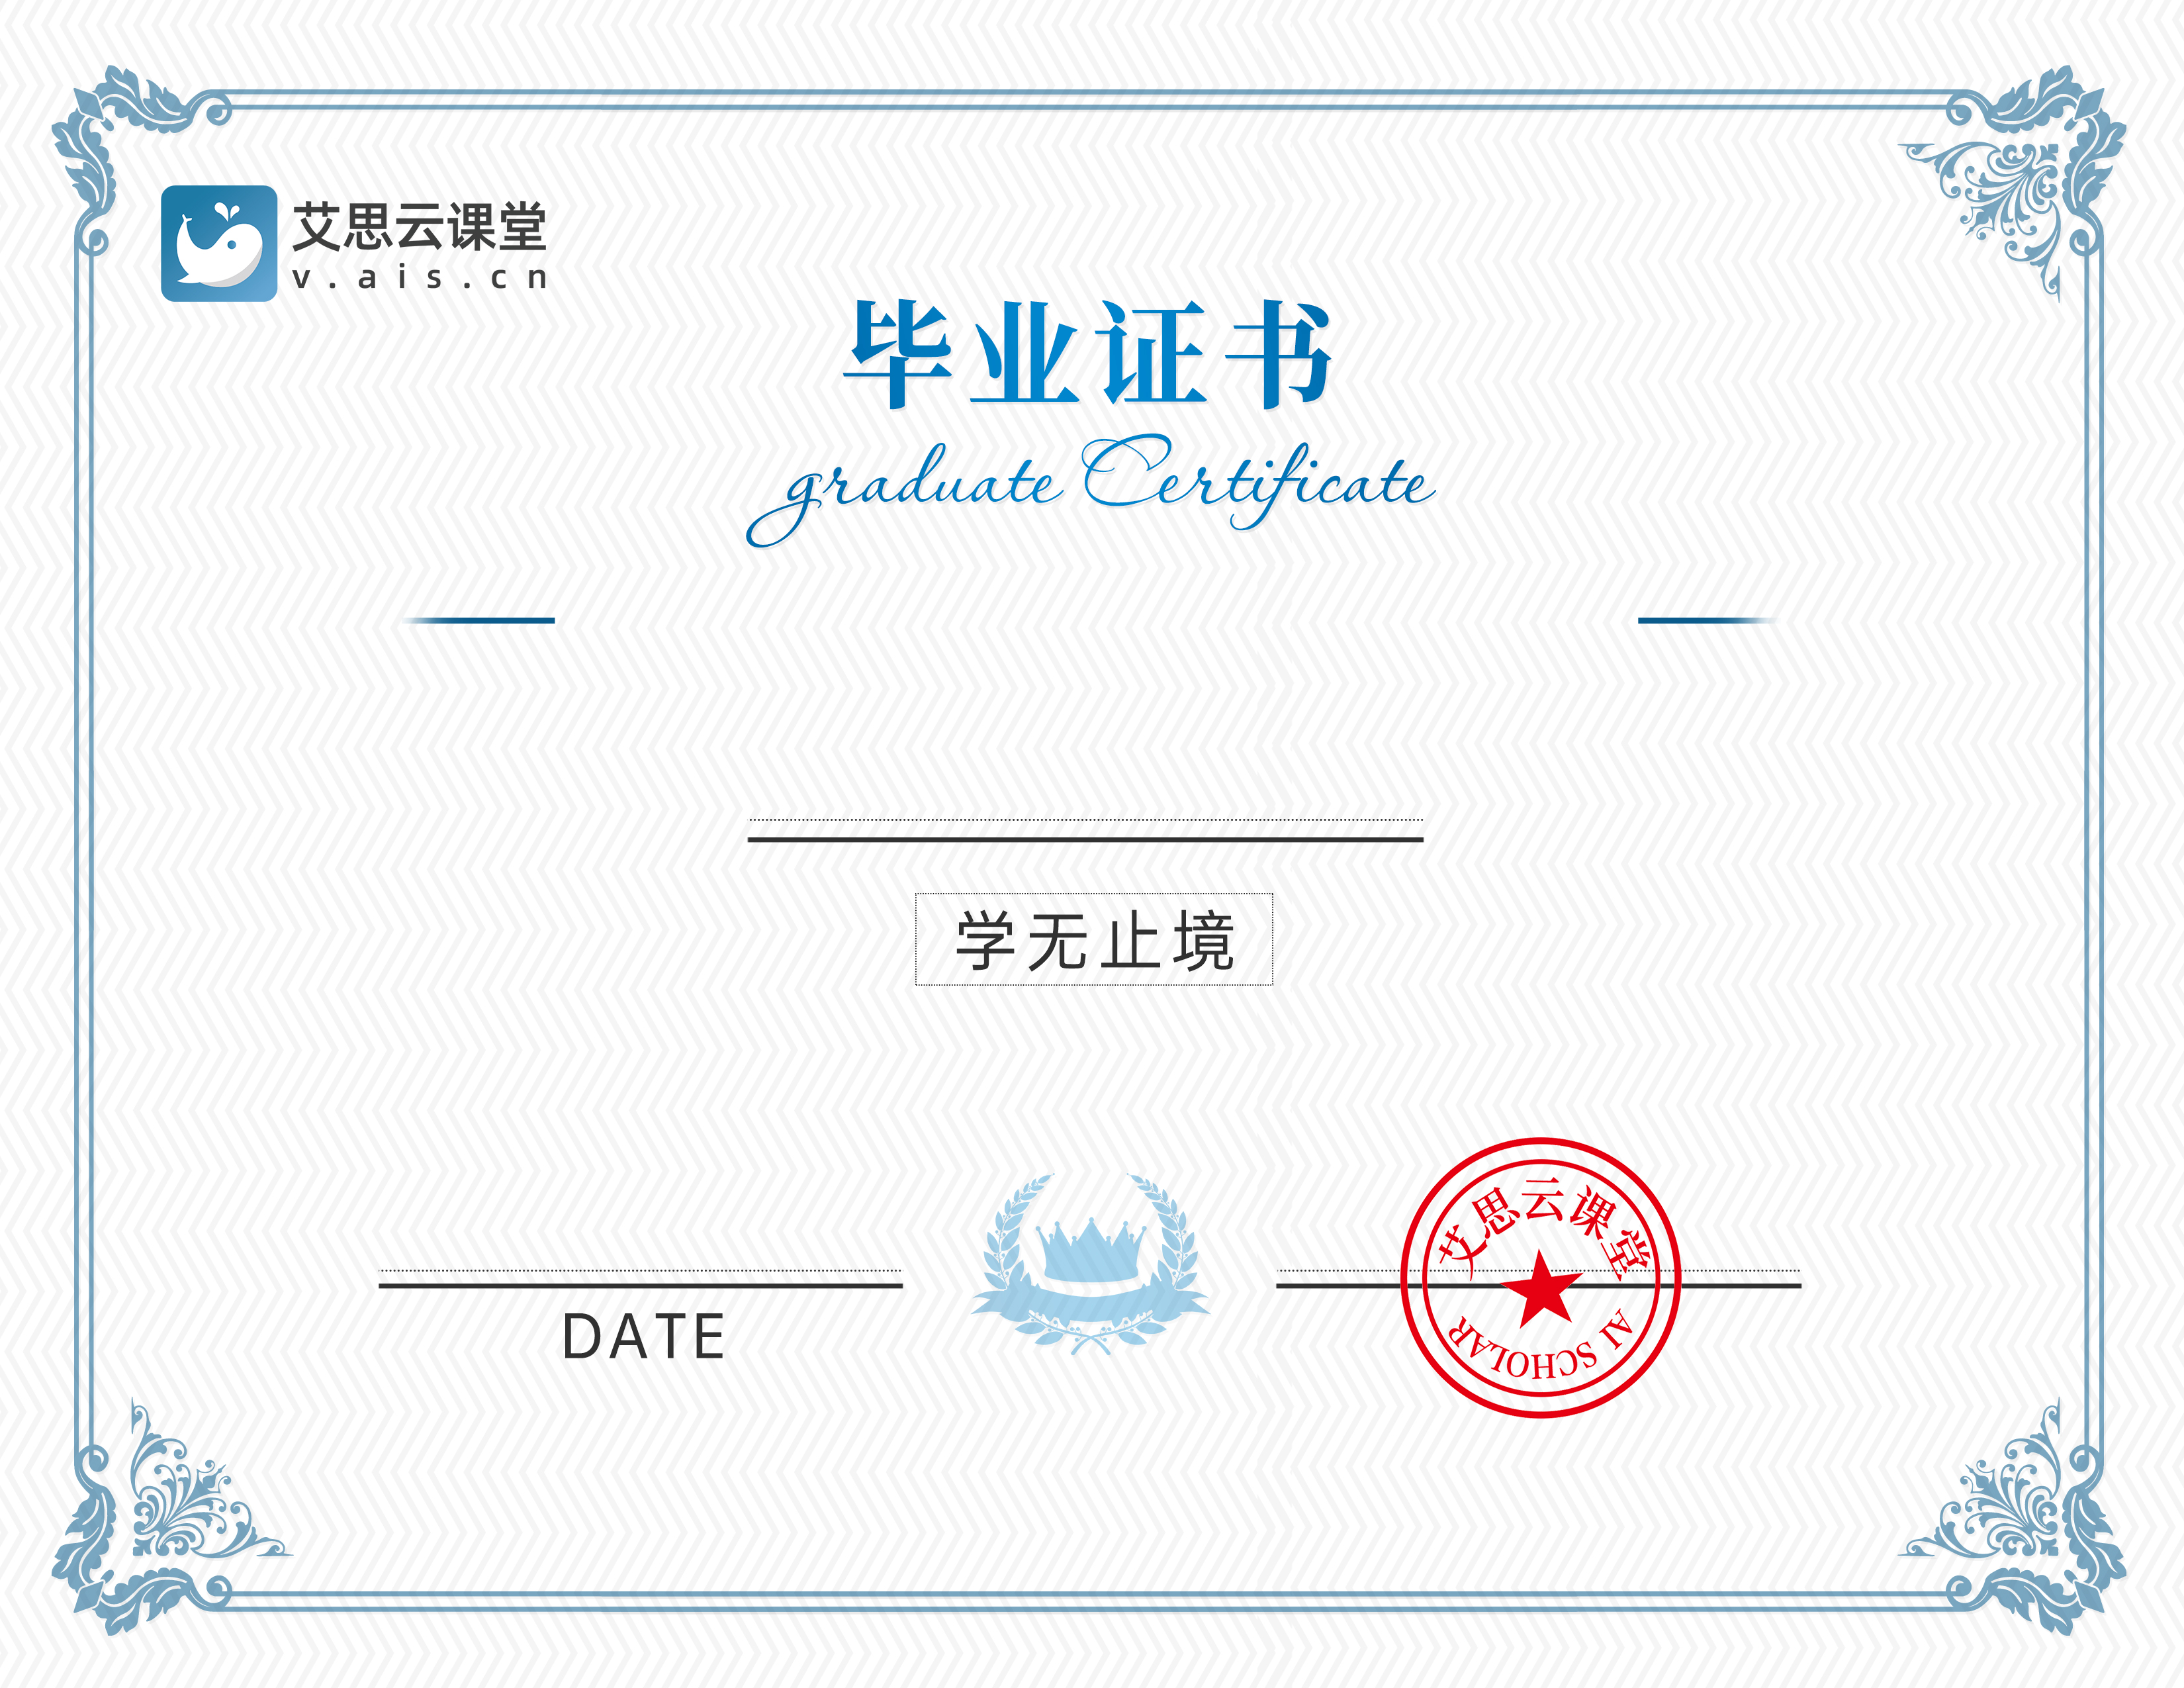 艾思云课堂
v.ais.cn
毕业证书
graduate Certificate
学无止境
DATE
艾思云课堂
AI SCHOLAR